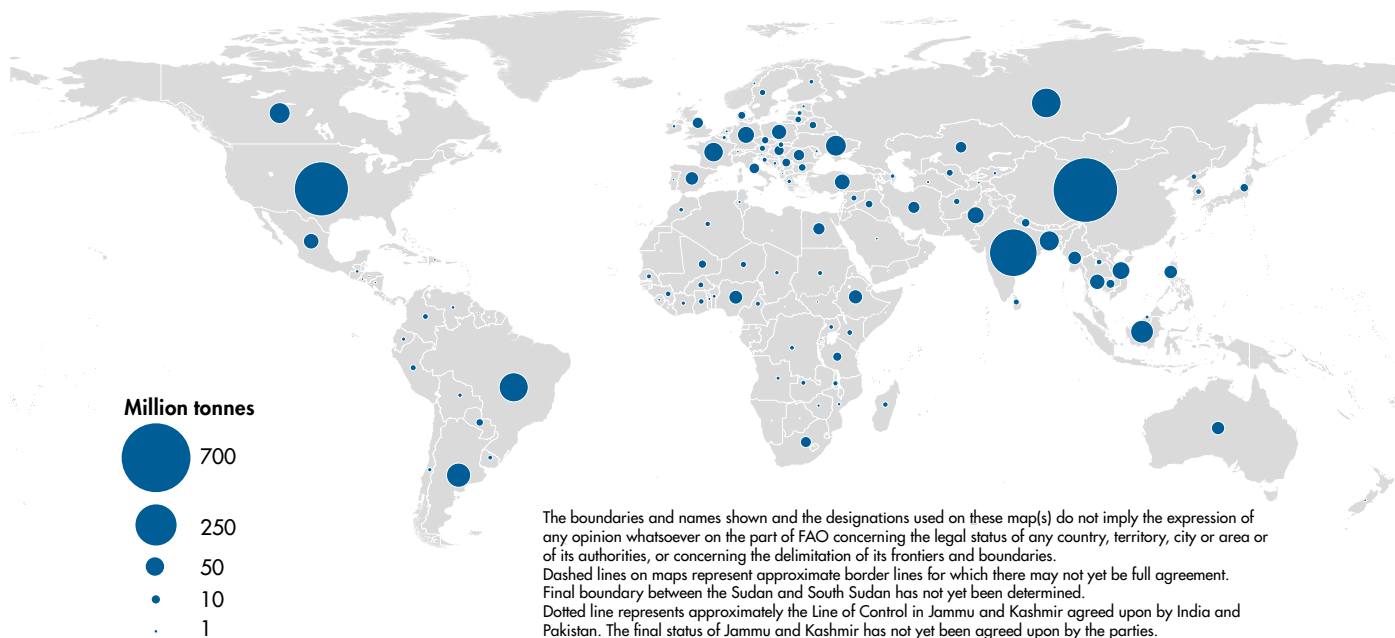 Million tonnes
700
250
50
10
1
The boundaries and names shown and the designations used on these map(s) do not imply the expression of
any opinion whatsoever on the part of FAO concerning the legal status of any country, territory, city or area or
of its authorities, or concerning the delimitation of its frontiers and boundaries.
Dashed lines on maps represent approximate border lines for which there may not yet be full agreement.
Final boundary between the Sudan and South Sudan has not yet been determined.
Dotted line represents approximately the Line of Control in Jammu and Kashmir agreed upon by India and
Pakistan. The final status of Jammu and Kashmir has not yet been agreed upon by the parties.